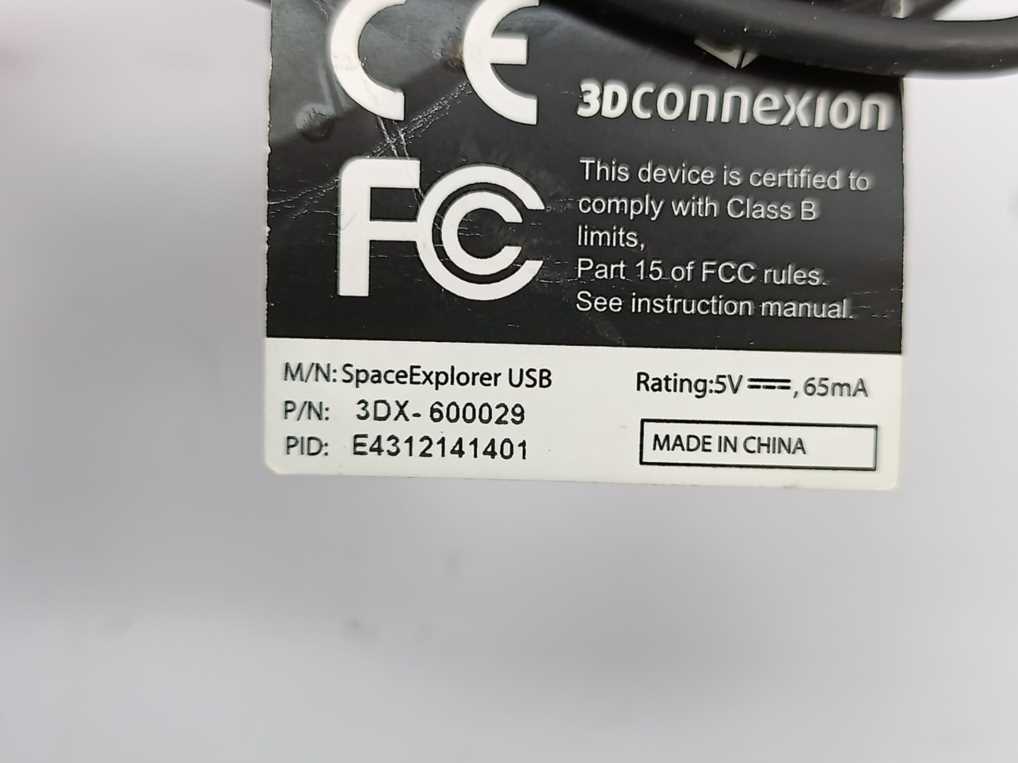 CE
3Dconnexion
FC
This device is certified to
comply with Class B
limits,
Part 15 of FCC rules.
See instruction manual.
M/N: SpaceExplorer USB
P/N: 3DX-600029
PID: E4312141401
Rating:5V⎓, 65mA
MADE IN CHINA